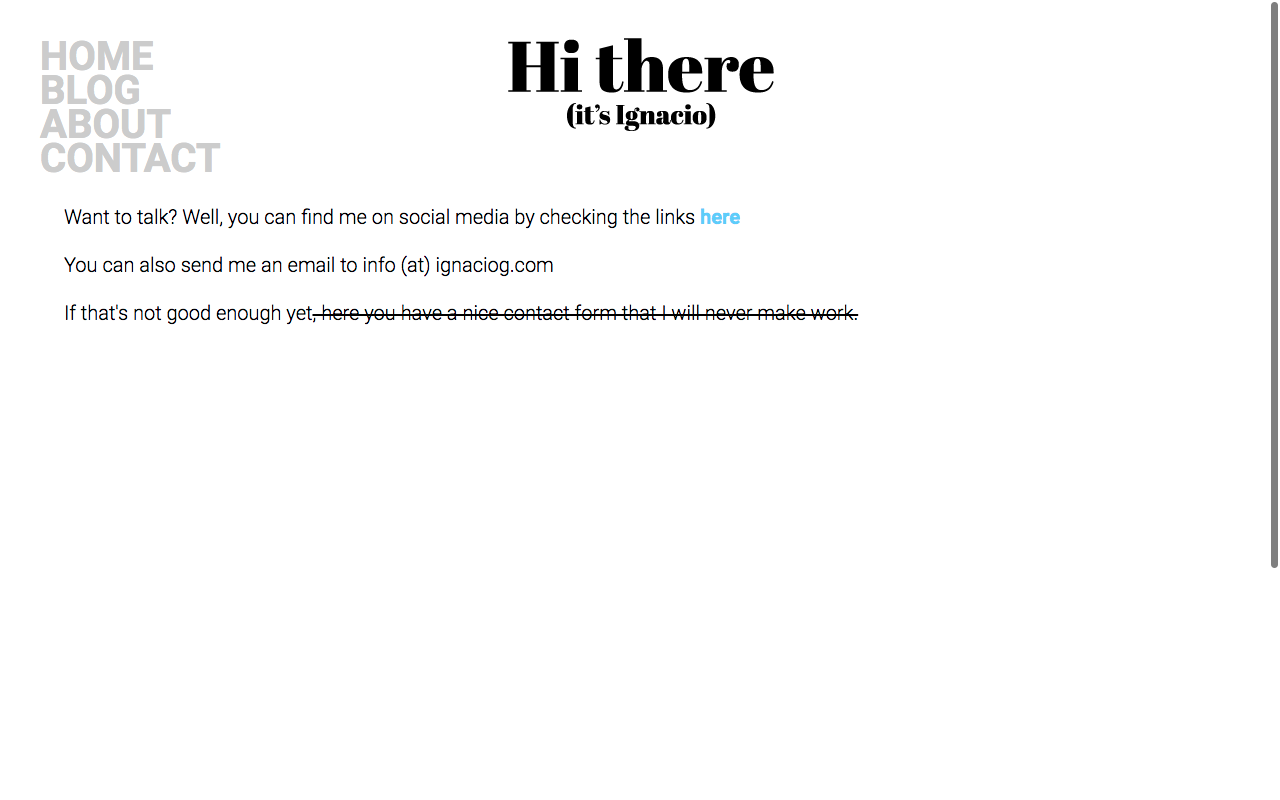 HOME
BLOG
ABOUT
CONTACT
Hi there
(it’s Ignacio)
Want to talk? Well, you can find me on social media by checking the links here
You can also send me an email to info (at) ignaciog.com
If that's not good enough yet, here you have a nice contact form that I will never make work.